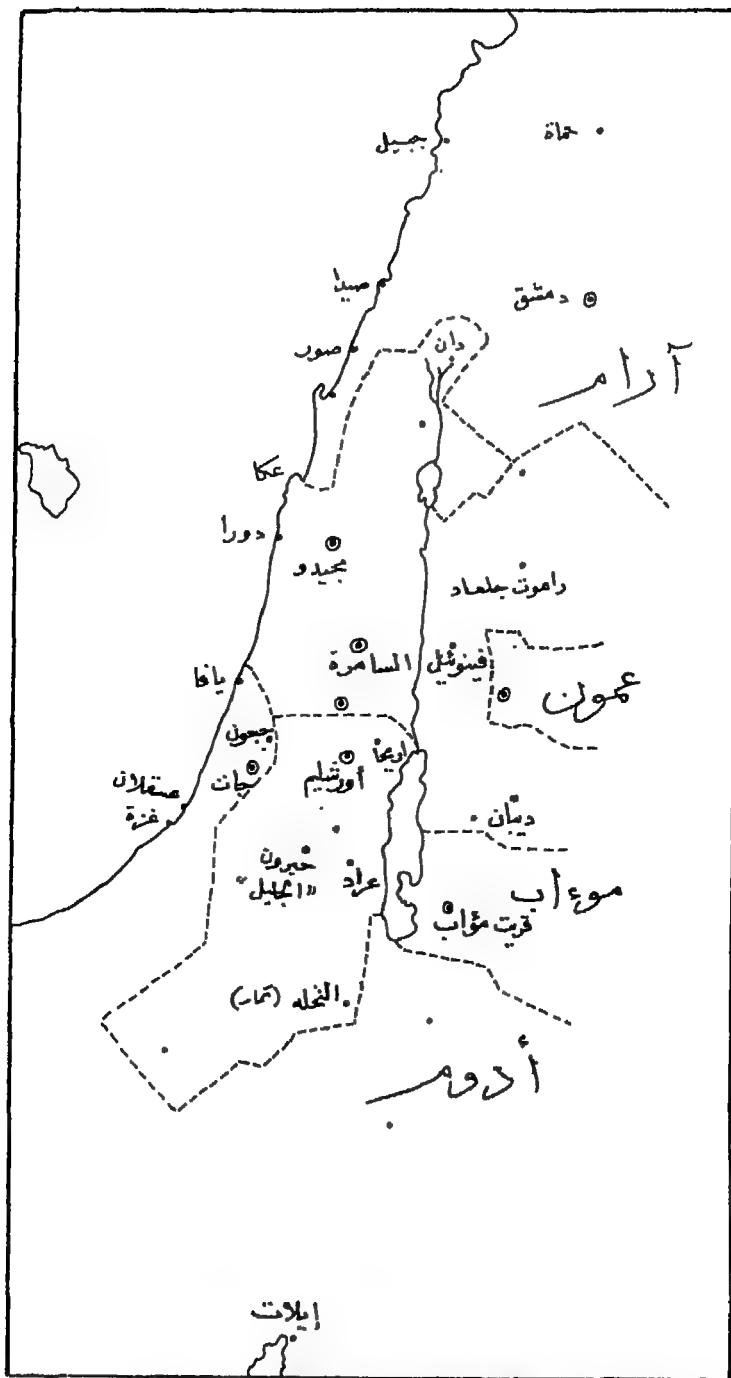 حماة
جبيل
صيدا
دمشق
صور
دان
آرام
عكا
دورا
مجيدو
راموت جلعاد
فينوئيل
السامرة
عمون
يافا
جبعون
اريحا
أورشليم
جات
عسقلان
غزة
ديبان
حبرون
"الخليل"
عراد
موءاب
قريت مؤاب
النخله (تمار)
أدوم
إيلات